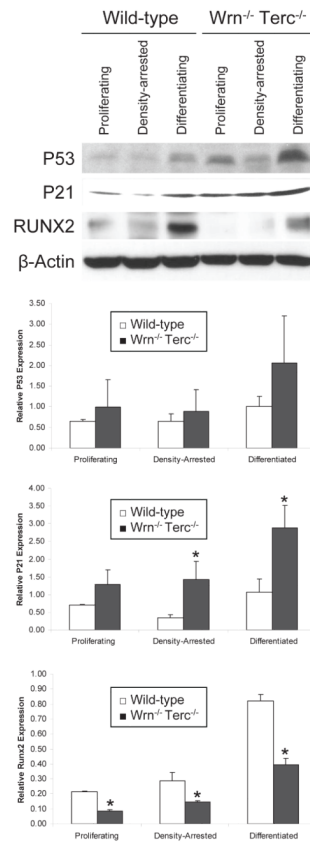 Wild-type Wrn-/- Terc-/-
Proliferating Density-arrested Differentiating Proliferating Density-arrested Differentiating
P53
P21
RUNX2
β-Actin
Relative P53 Expression
3.50
3.00
2.50
2.00
1.50
1.00
0.50
0.00
Wild-type
Wrn-/- Terc-/-
Proliferating Density-Arrested Differentiated
Relative P21 Expression
4.00
3.50
3.00
2.50
2.00
1.50
1.00
0.50
0.00
Wild-type
Wrn-/- Terc-/-
* *
Proliferating Density-Arrested Differentiated
Relative Runx2 Expression
1.00
0.90
0.80
0.70
0.60
0.50
0.40
0.30
0.20
0.10
0.00
Wild-type
Wrn-/- Terc-/-
* * *
Proliferating Density-Arrested Differentiated